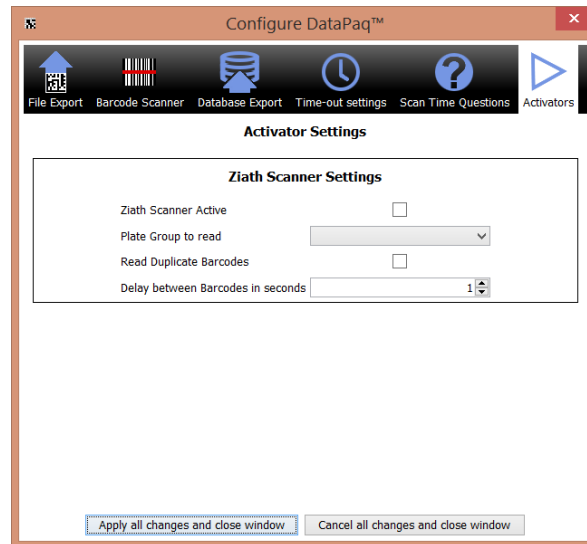 Configure DataPaq™
File Export Barcode Scanner Database Export Time-out settings Scan Time Questions Activators
Activator Settings
Ziath Scanner Settings
Ziath Scanner Active
Plate Group to read
Read Duplicate Barcodes
Delay between Barcodes in seconds 1
Apply all changes and close window Cancel all changes and close window